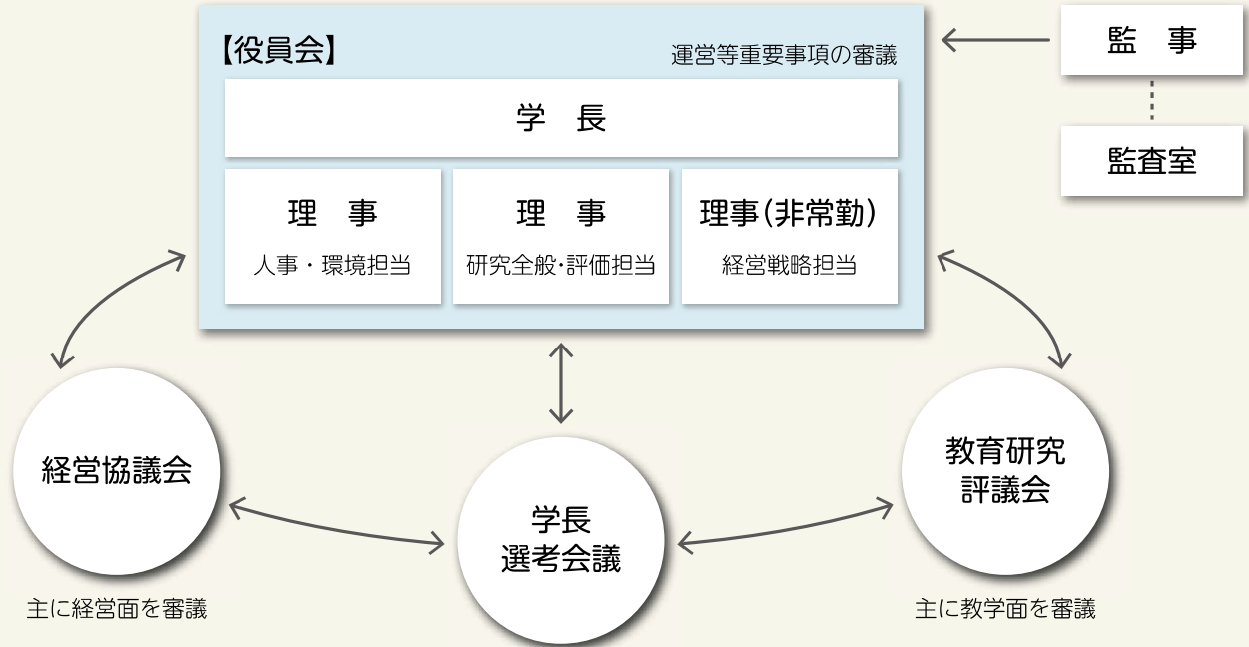 【役員会】
運営等重要事項の審議
学　長
理　事
人事・環境担当
理　事
研究全般・評価担当
理事(非常勤)
経営戦略担当
監　事
監査室
経営協議会
主に経営面を審議
学長
選考会議
教育研究
評議会
主に教学面を審議